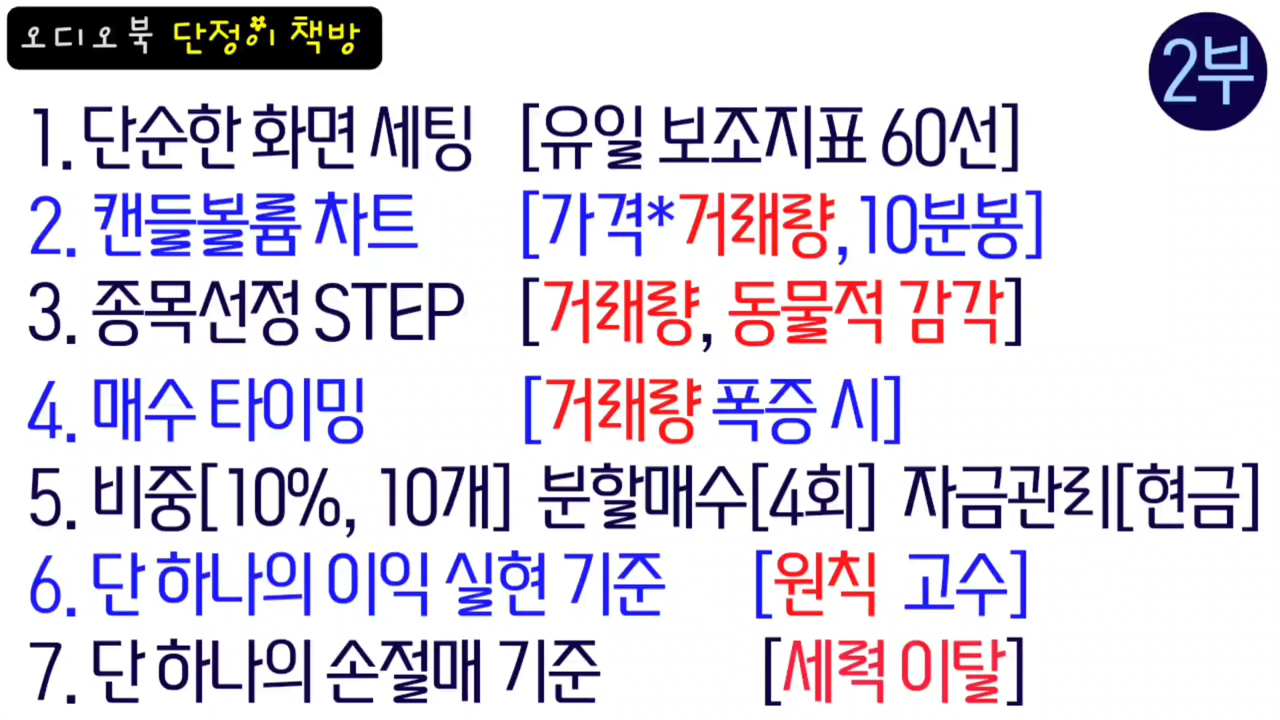 오디오북 단정이 책방
2부
1. 단순한 화면 세팅 [유일 보조지표 60선]
2. 캔들볼륨 차트 [가격*거래량,10분봉]
3. 종목선정 STEP [거래량, 동물적 감각]
4. 매수 타이밍 [거래량 폭증 시]
5. 비중[10%, 10개] 분할매수[4회] 자금관리[현금]
6. 단 하나의 이익 실현 기준 [원칙 고수]
7. 단 하나의 손절매 기준 [세력 이탈]